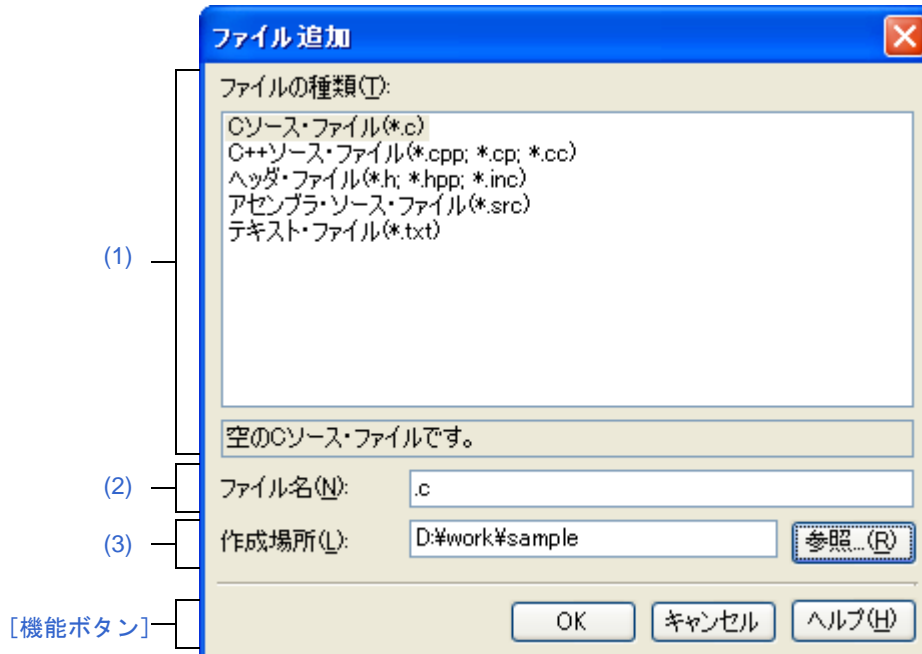 ファイル追加
ファイルの種類(T):
Cソース・ファイル(*.c)
C++ソース・ファイル(*.cpp; *.cp; *.cc)
ヘッダ・ファイル(*.h; *.hpp; *.inc)
アセンブラ・ソース・ファイル(*.src)
テキスト・ファイル(*.txt)
(1)
空のCソース・ファイルです。
(2) ファイル名(N): .c
(3) 作成場所(L): D:¥work¥sample 参照...(R)
[機能ボタン] OK キャンセル ヘルプ(H)